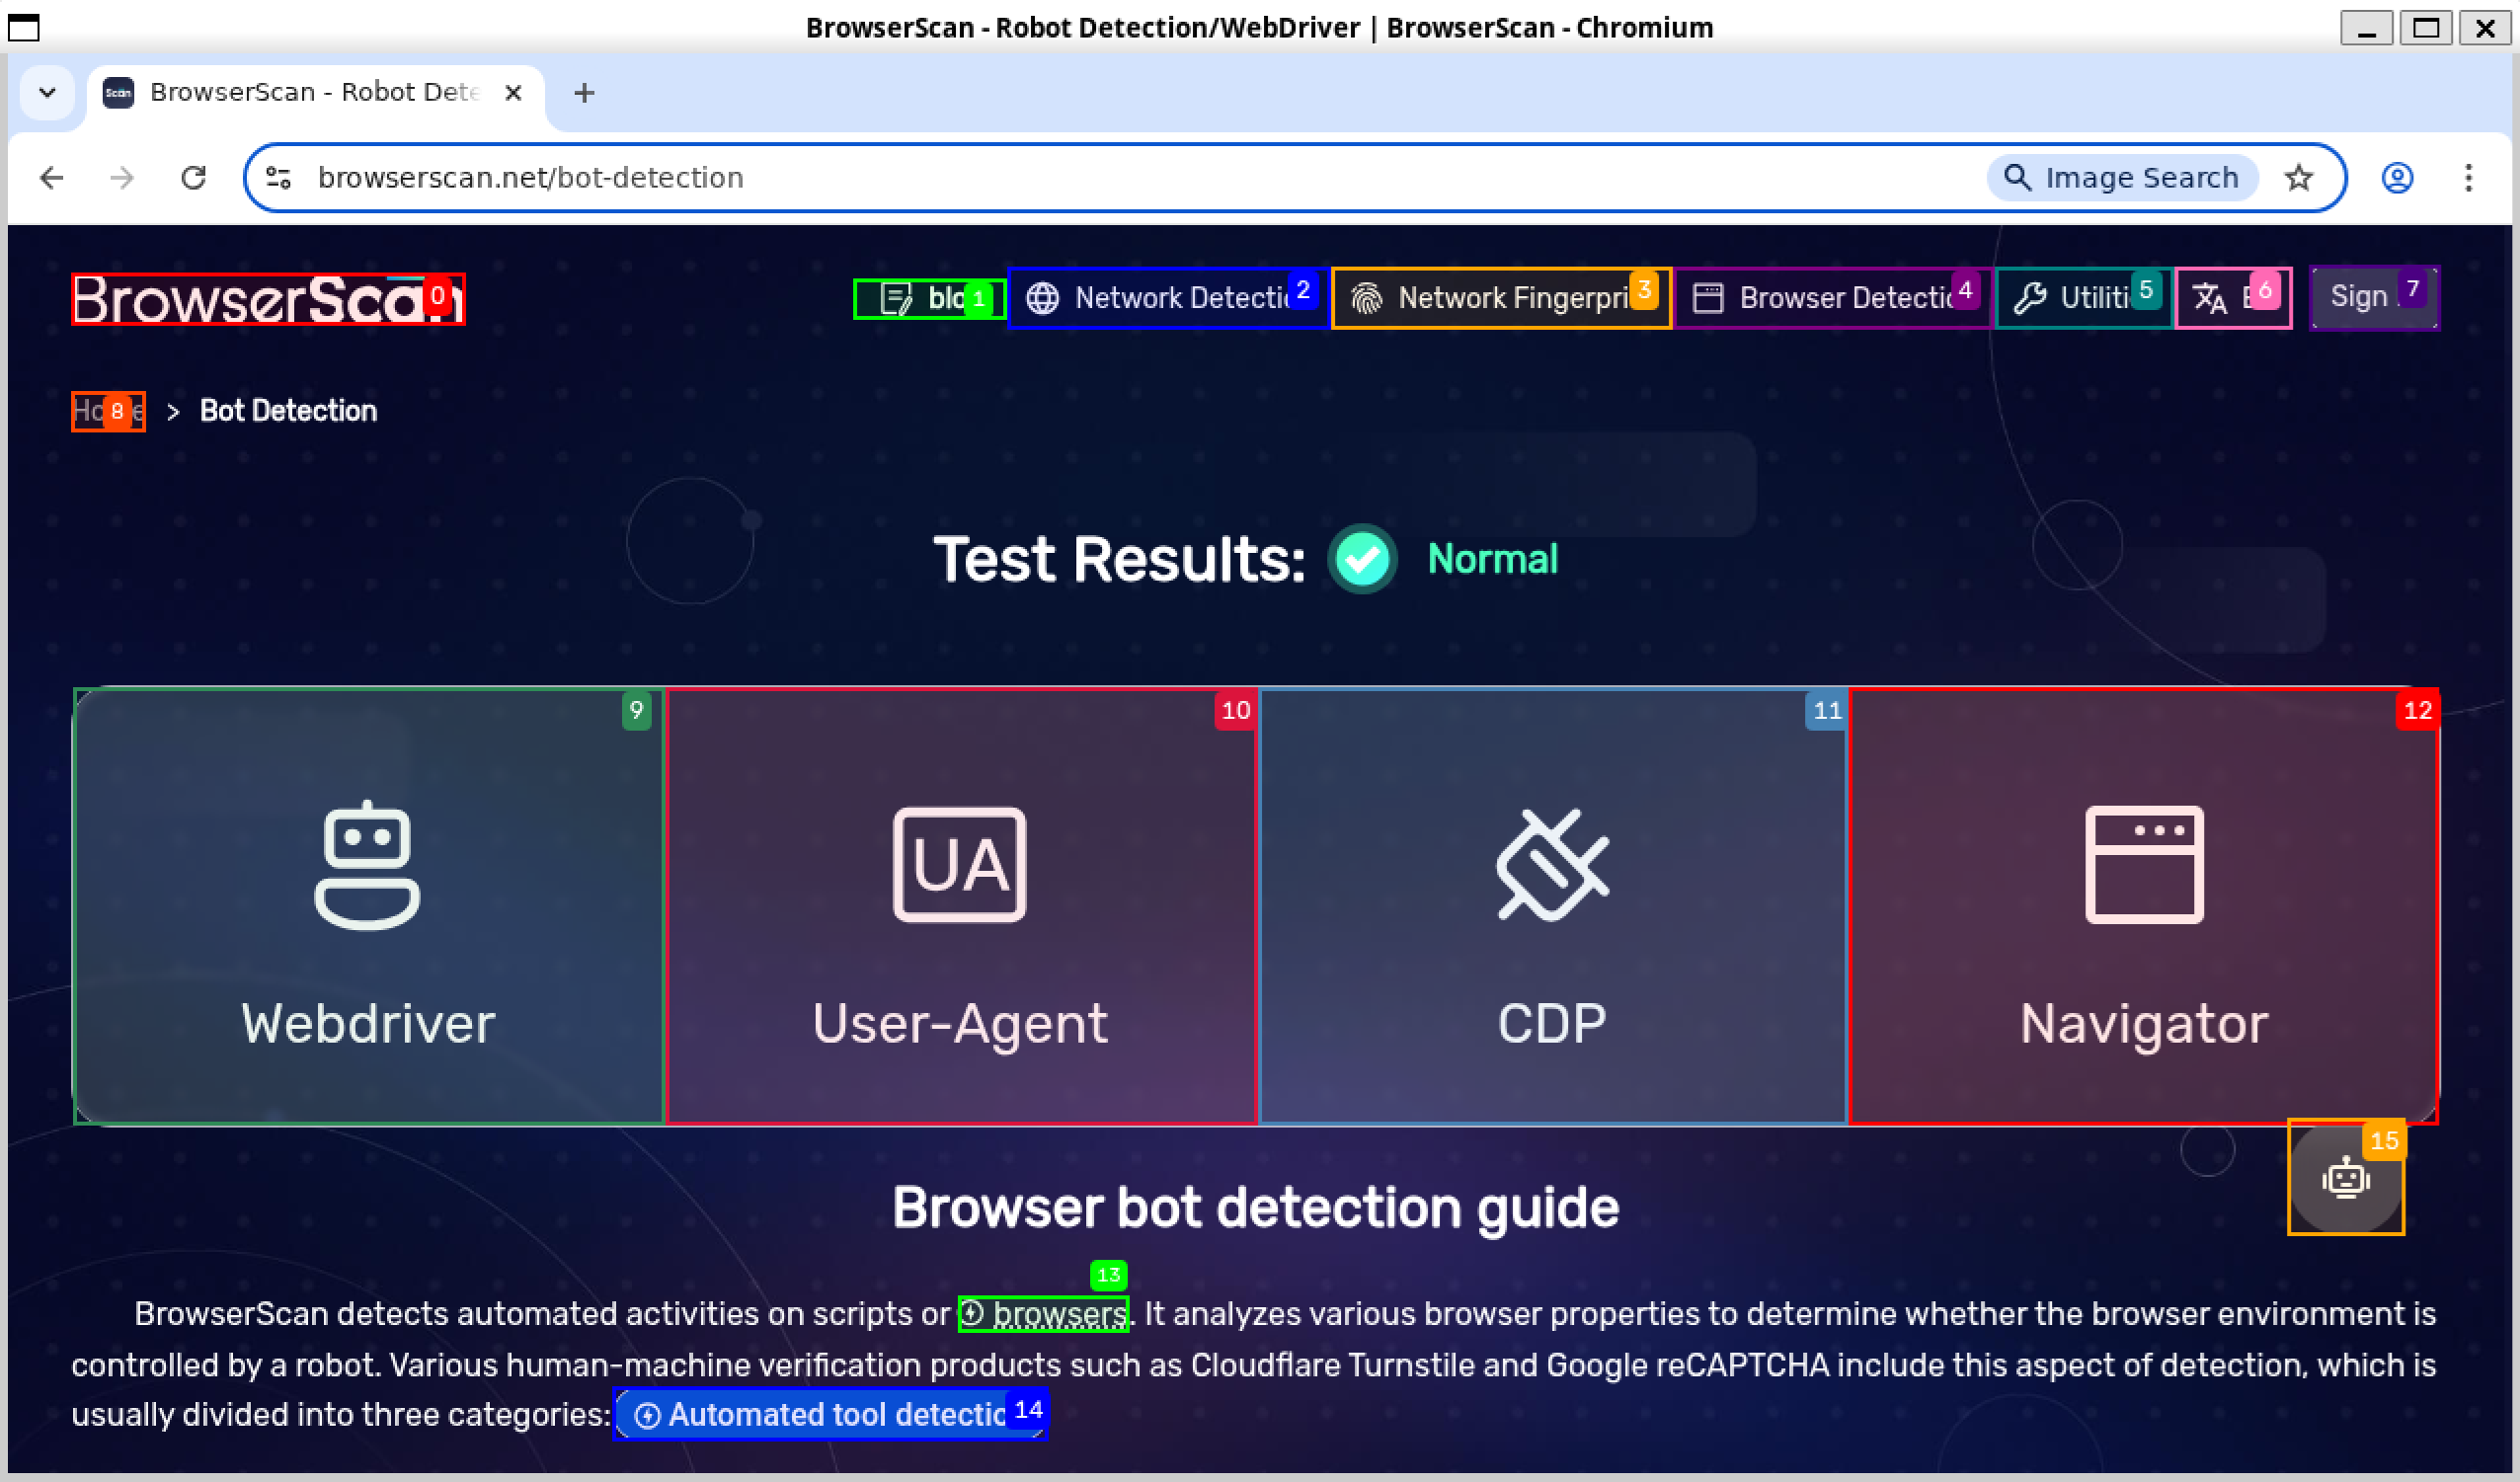 BrowserScan - Robot Detection/WebDriver | BrowserScan - Chromium
Scan BrowserScan - Robot Dete
browserscan.net/bot-detection Image Search
BrowserScan 0 1 Network Detectio 2 Network Fingerpri 3 Browser Detectio 4 Utiliti 5 6 Sign 7
8 > Bot Detection
Test Results: Normal
9 10 11 12
UA
Webdriver User-Agent CDP Navigator
15
Browser bot detection guide
13
BrowserScan detects automated activities on scripts or browsers. It analyzes various browser properties to determine whether the browser environment is
controlled by a robot. Various human-machine verification products such as Cloudflare Turnstile and Google reCAPTCHA include this aspect of detection, which is
usually divided into three categories: Automated tool detectio 14